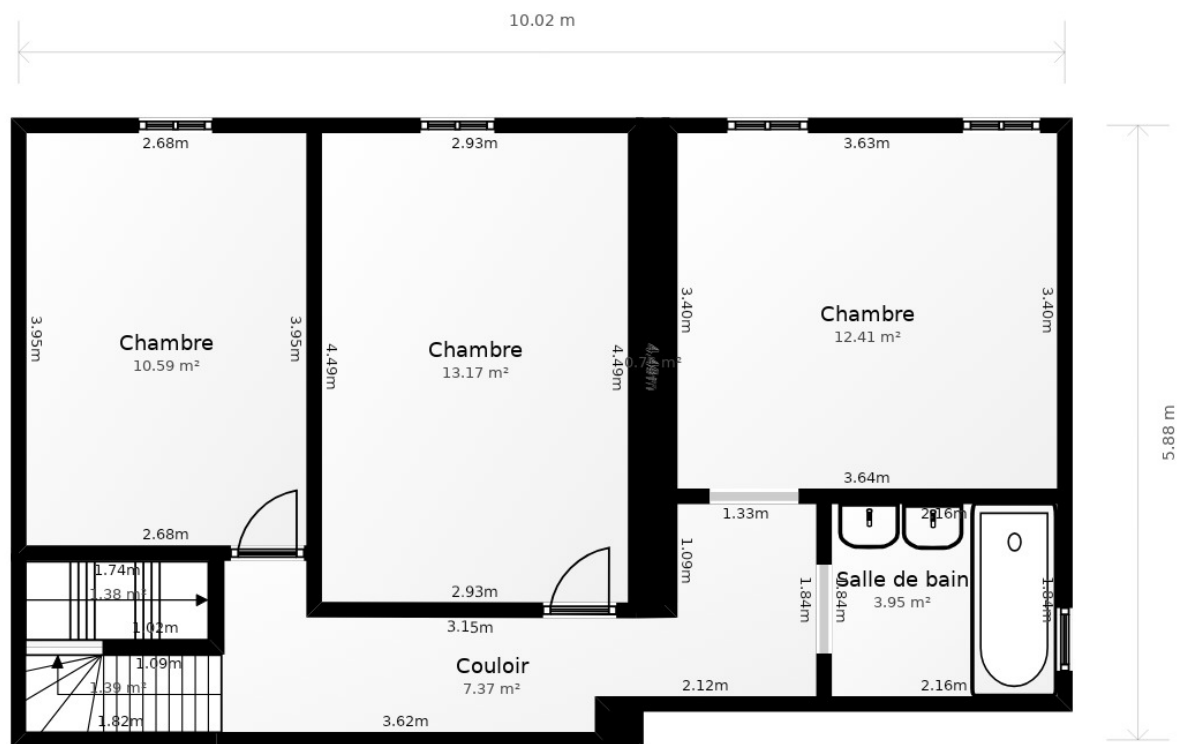 10.02 m
2.68m
2.93m
3.63m
3.95m
3.95m
4.49m
4.49m
3.40m
3.40m
5.88 m
Chambre
10.59 m²
Chambre
13.17 m²
Chambre
12.41 m²
3.64m
2.68m
1.33m
2.16m
1.09m
1.74m
1.38 m²
1.84m
1.84m
1.84m
Salle de bain
3.95 m²
2.93m
3.15m
1.02m
1.09m
1.39 m²
Couloir
7.37 m²
2.12m
2.16m
1.82m
3.62m